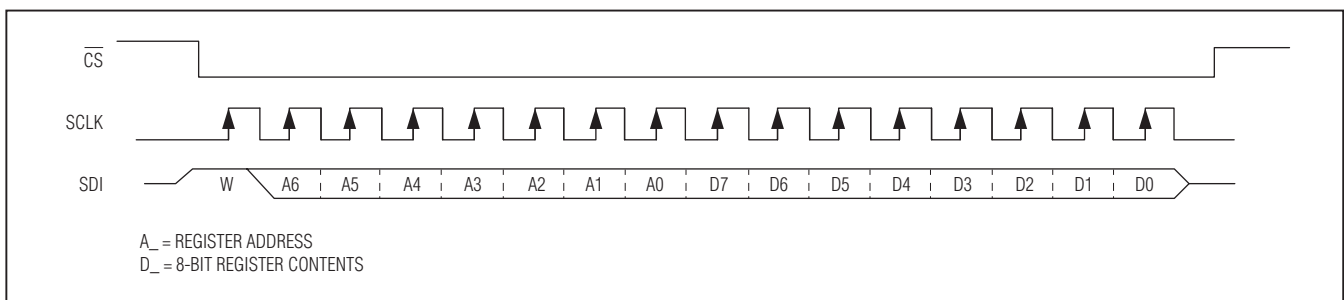 CS
SCLK
SDI W A6 A5 A4 A3 A2 A1 A0 D7 D6 D5 D4 D3 D2 D1 D0
A_ = REGISTER ADDRESS
D_ = 8-BIT REGISTER CONTENTS